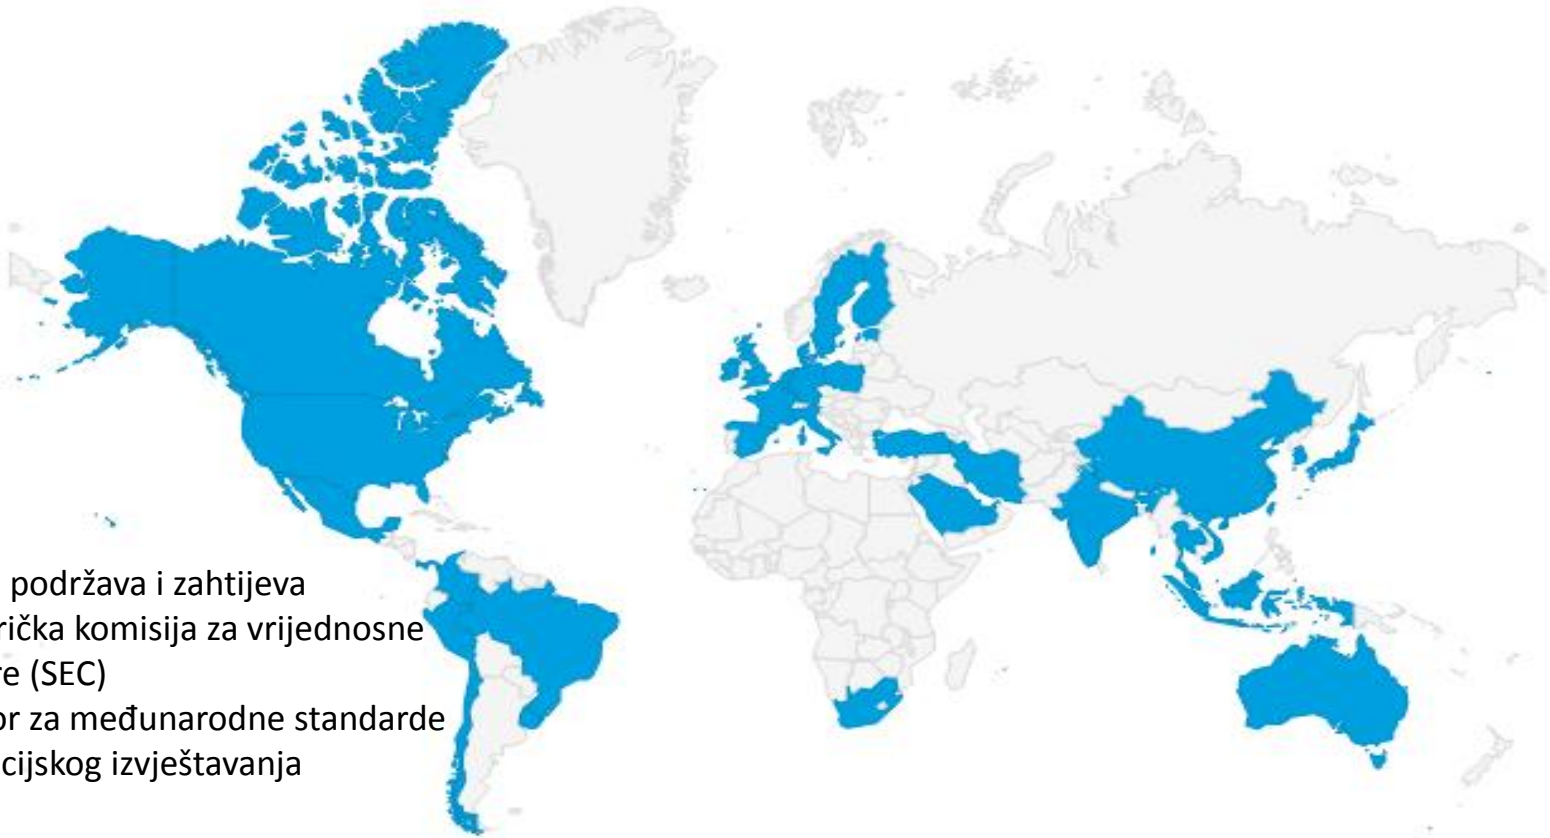 podržava i zahtijeva
rička komisija za vrijednosne
re (SEC)
or za međunarodne standarde
cijskog izvještavanja